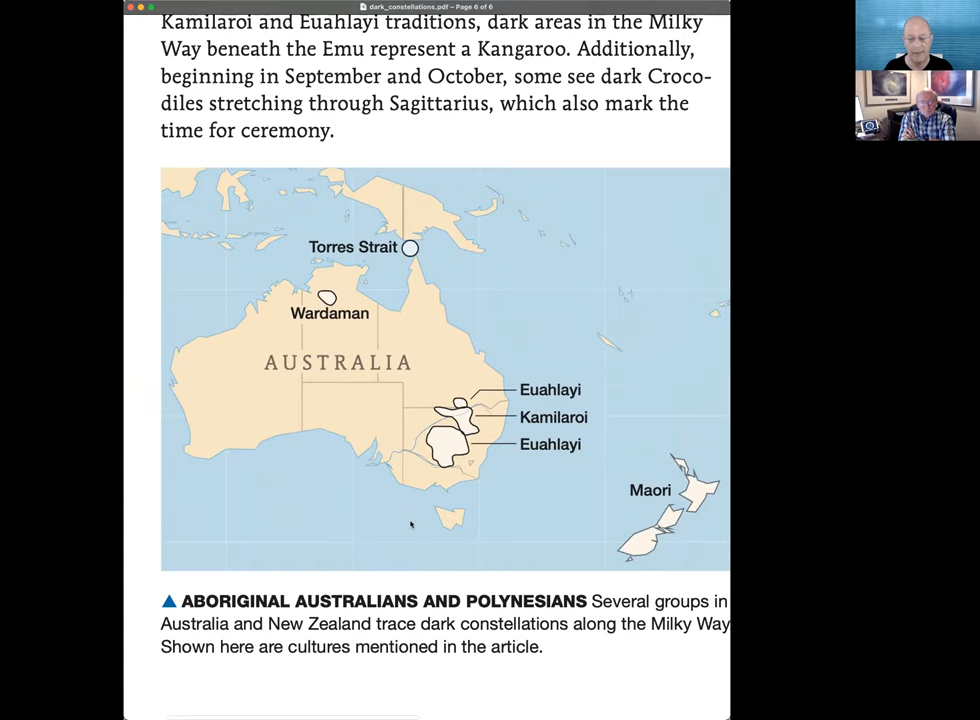 dark_constellations.pdf – Page 6 of 6
Kamilaroi and Euahlayi traditions, dark areas in the Milky
Way beneath the Emu represent a Kangaroo. Additionally,
beginning in September and October, some see dark Croco-
diles stretching through Sagittarius, which also mark the
time for ceremony.
Torres Strait
Wardaman
AUSTRALIA
Euahlayi
Kamilaroi
Euahlayi
Maori
▲ ABORIGINAL AUSTRALIANS AND POLYNESIANS Several groups in
Australia and New Zealand trace dark constellations along the Milky Way
Shown here are cultures mentioned in the article.